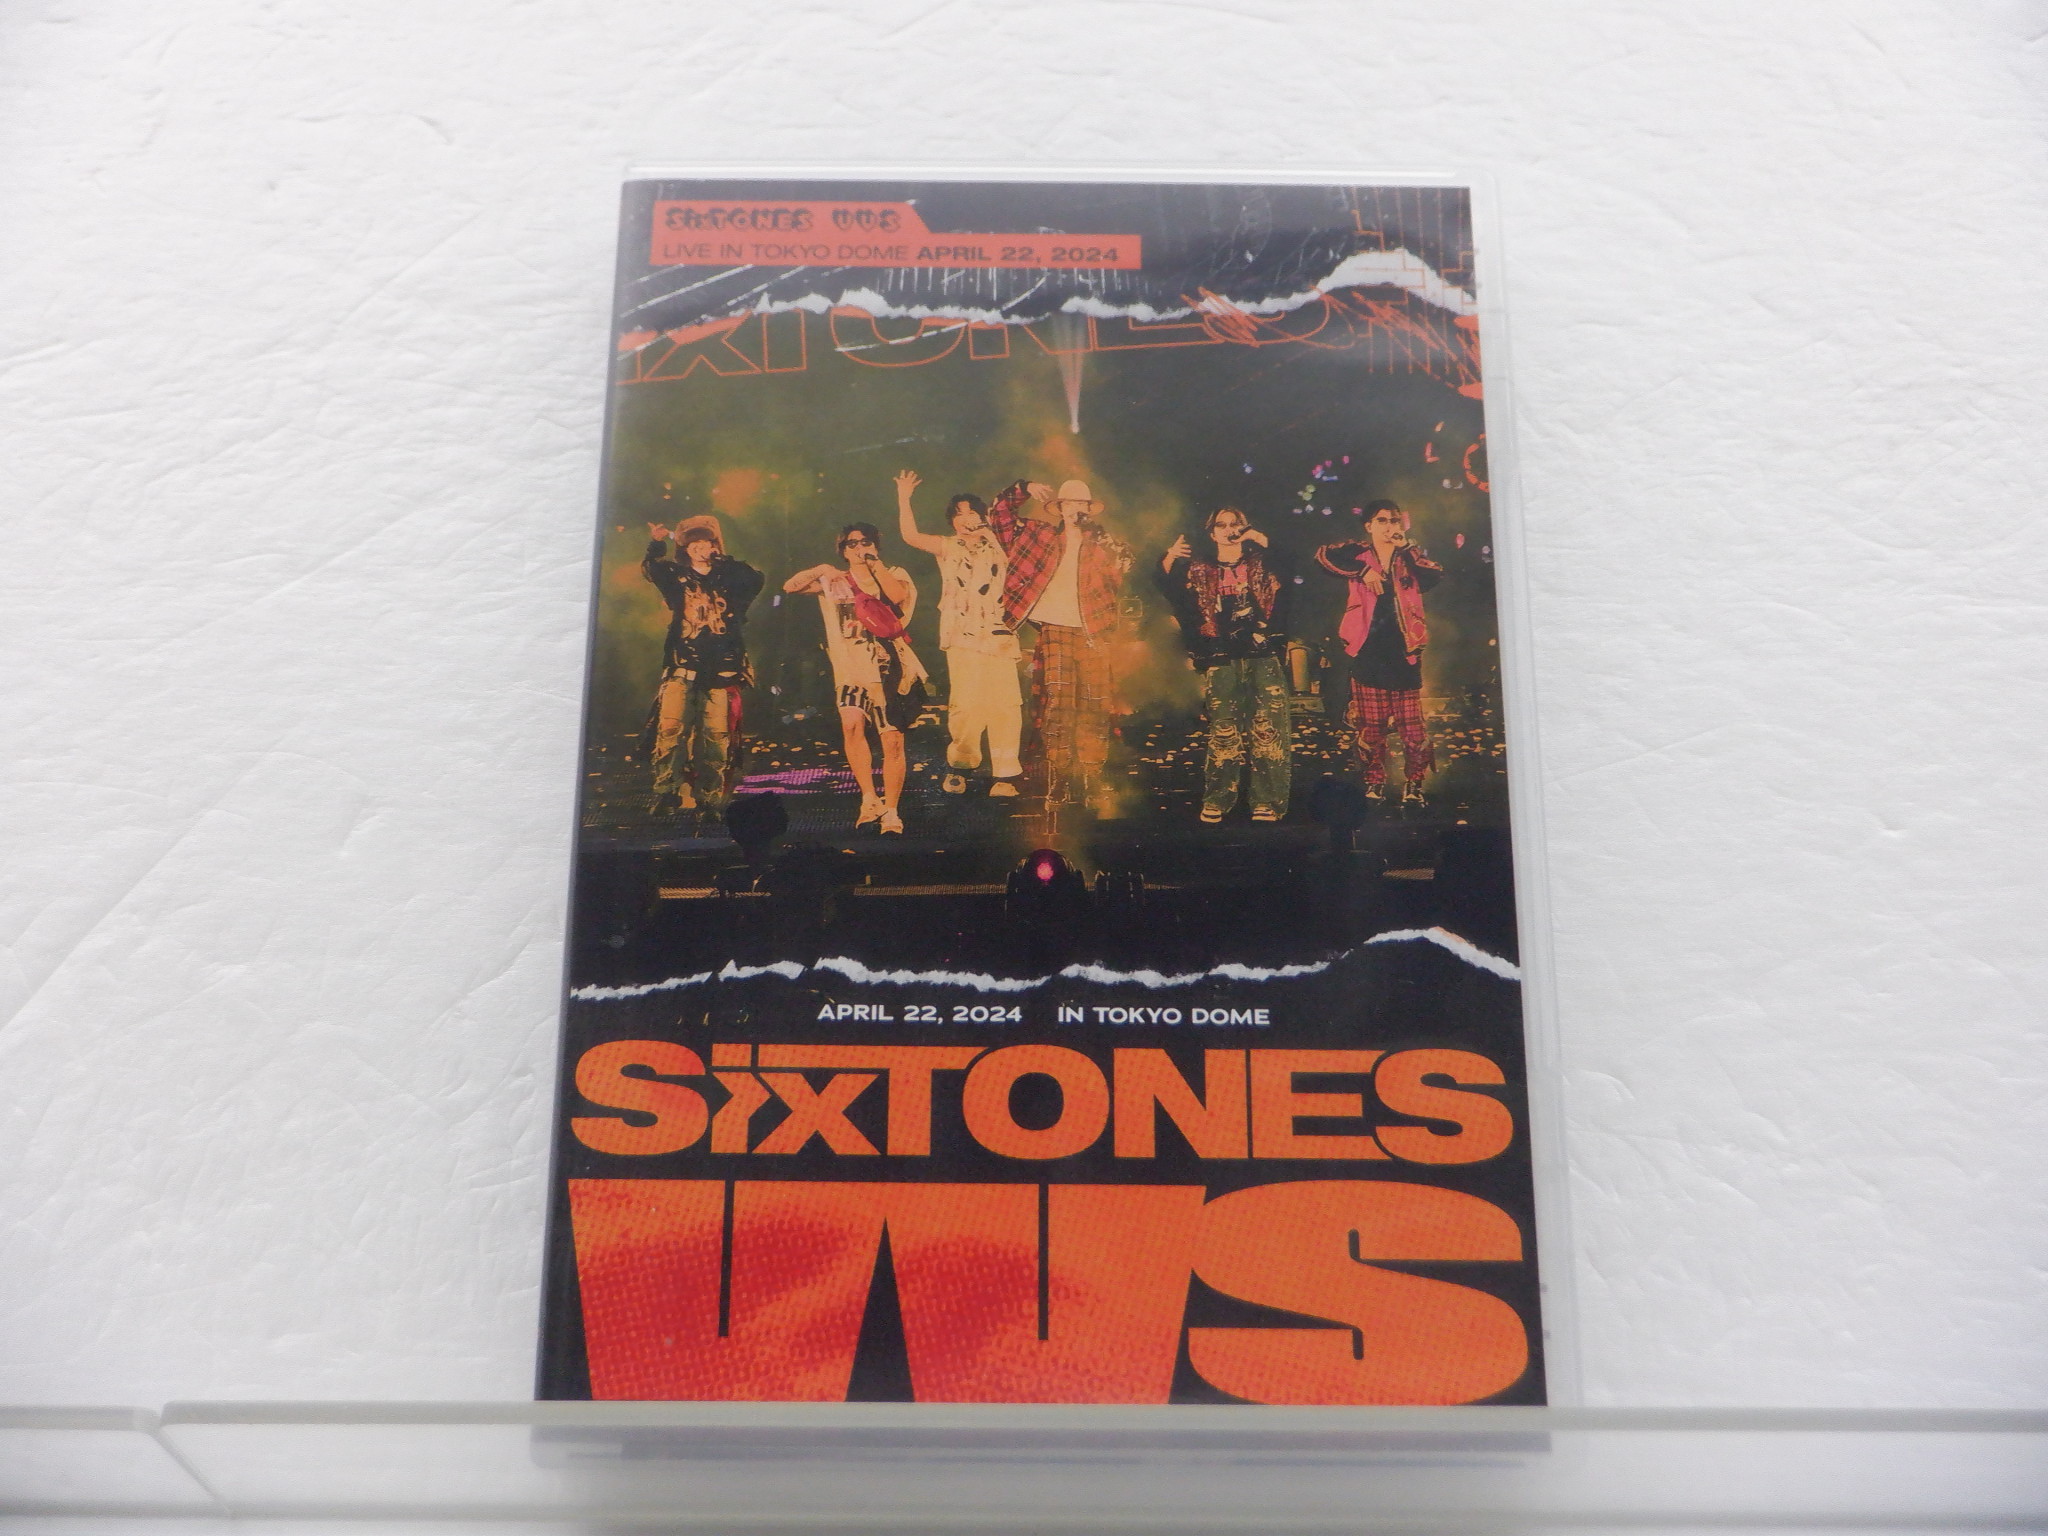 SixTONES VVS
LIVE IN TOKYO DOME APRIL 22, 2024
APRIL 22, 2024 IN TOKYO DOME
SixTONES
VVS